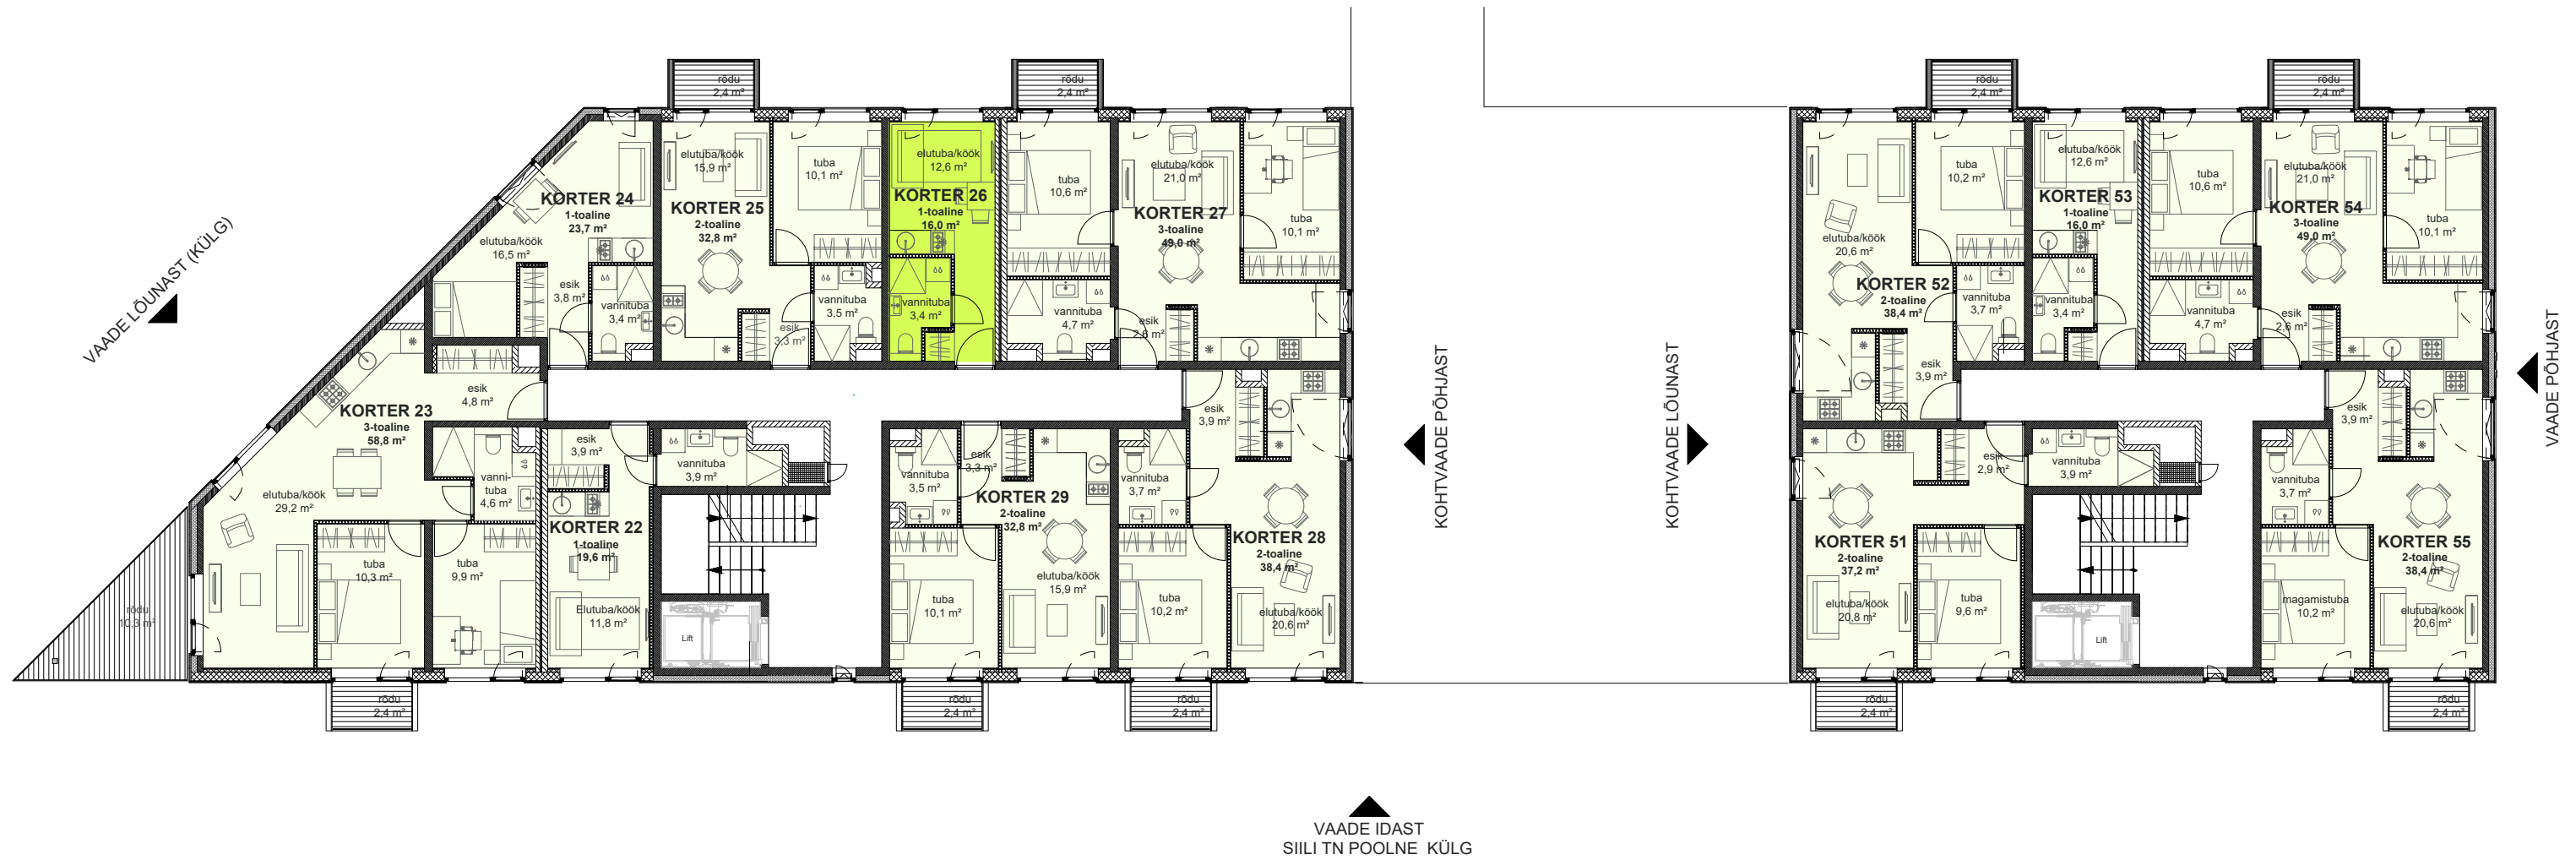 VAADE LÕUNAST (KÜLG)
KORTER 24
1-toaline
23,7 m²
elutuba/köök
16,5 m²
esik
3,8 m²
vannituba
3,4 m²
rõdu
2,4 m²
elutuba/köök
15,9 m²
KORTER 25
2-toaline
32,8 m²
tuba
10,1 m²
esik
3,3 m²
vannituba
3,5 m²
elutuba/köök
12,6 m²
KORTER 26
1-toaline
16,0 m²
vannituba
3,4 m²
rõdu
2,4 m²
tuba
10,6 m²
elutuba/köök
21,0 m²
KORTER 27
3-toaline
49,0 m²
tuba
10,1 m²
vannituba
4,7 m²
esik
2,6 m²
KORTER 23
3-toaline
58,8 m²
esik
4,8 m²
elutuba/köök
29,2 m²
vanni-
tuba
4,6 m²
tuba
10,3 m²
tuba
9,9 m²
rõdu
10,3 m²
rõdu
2,4 m²
esik
3,9 m²
KORTER 22
1-toaline
19,6 m²
Elutuba/köök
11,8 m²
vannituba
3,9 m²
Lift
vannituba
3,5 m²
esik
3,3 m²
KORTER 29
2-toaline
32,8 m²
elutuba/köök
15,9 m²
tuba
10,1 m²
rõdu
2,4 m²
esik
3,9 m²
vannituba
3,7 m²
KORTER 28
2-toaline
38,4 m²
tuba
10,2 m²
elutuba/köök
20,6 m²
rõdu
2,4 m²
KOHTVAADE PÕHJAST
KOHTVAADE LÕUNAST
rõdu
2,4 m²
tuba
10,2 m²
elutuba/köök
20,6 m²
KORTER 52
2-toaline
38,4 m²
vannituba
3,7 m²
esik
3,9 m²
elutuba/köök
12,6 m²
KORTER 53
1-toaline
16,0 m²
vannituba
3,4 m²
rõdu
2,4 m²
tuba
10,6 m²
elutuba/köök
21,0 m²
KORTER 54
3-toaline
49,0 m²
tuba
10,1 m²
vannituba
4,7 m²
esik
2,6 m²
esik
2,9 m²
KORTER 51
2-toaline
37,2 m²
elutuba/köök
20,8 m²
tuba
9,6 m²
rõdu
2,4 m²
vannituba
3,9 m²
Lift
esik
3,9 m²
vannituba
3,7 m²
KORTER 55
2-toaline
38,4 m²
magamistuba
10,2 m²
elutuba/köök
20,6 m²
rõdu
2,4 m²
VAADE PÕHJAST
VAADE IDAST
SIILI TN POOLNE KÜLG